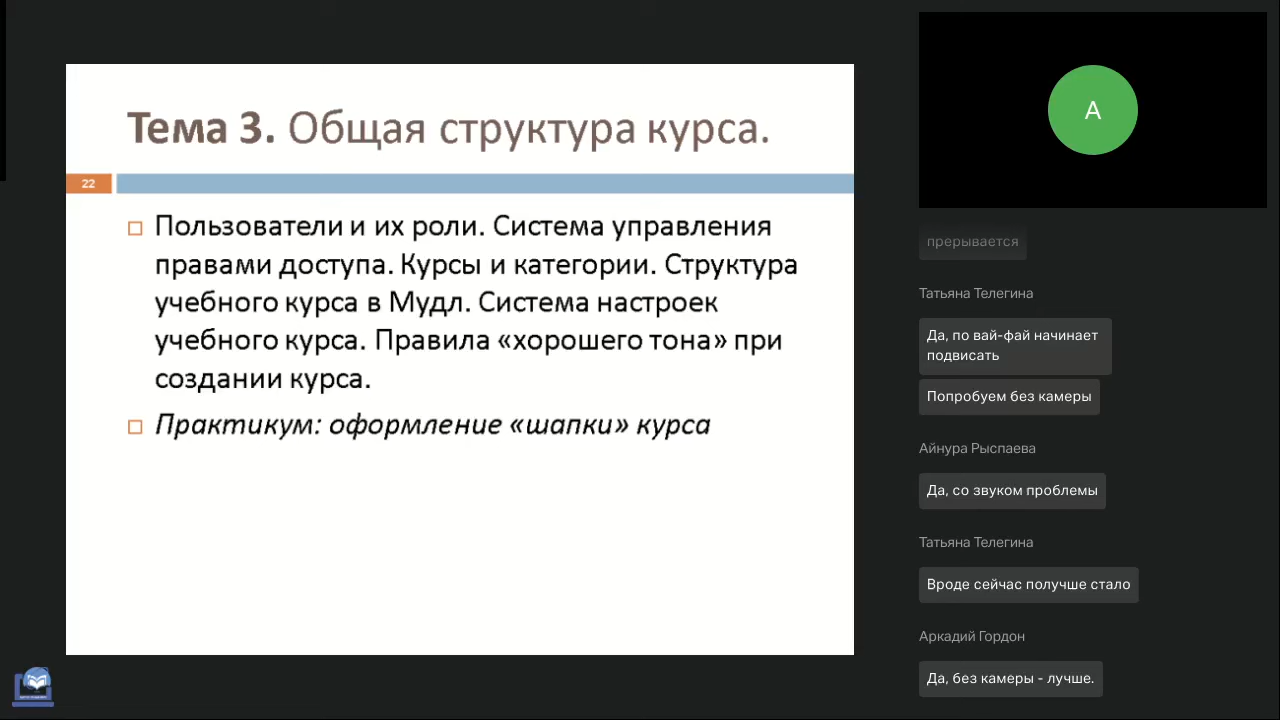 Тема 3. Общая структура курса.
22
Пользователи и их роли. Система управления
правами доступа. Курсы и категории. Структура
учебного курса в Мудл. Система настроек
учебного курса. Правила «хорошего тона» при
создании курса.
Практикум: оформление «шапки» курса
А
прерывается
Татьяна Телегина
Да, по вай-фай начинает
подвисать
Попробуем без камеры
Айнура Рыспаева
Да, со звуком проблемы
Татьяна Телегина
Вроде сейчас получше стало
Аркадий Гордон
Да, без камеры - лучше.